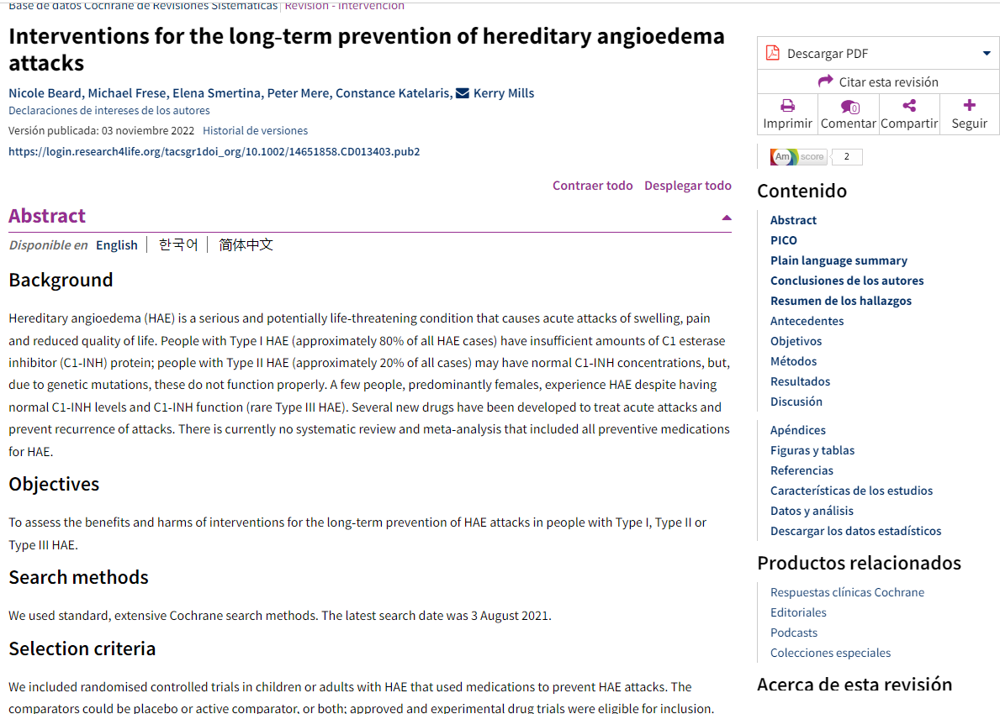 Base de datos Cochrane de Revisiones Sistemáticas | Revisión - Intervención
Interventions for the long-term prevention of hereditary angioedema
attacks
Nicole Beard, Michael Frese, Elena Smertina, Peter Mere, Constance Katelaris, Kerry Mills
Declaraciones de intereses de los autores
Versión publicada: 03 noviembre 2022 Historial de versiones
https://login.research4life.org/tacsgr1doi_org/10.1002/14651858.CD013403.pub2
Contraer todo Desplegar todo
Abstract
Disponible en English | 한국어 | 简体中文
Background
Hereditary angioedema (HAE) is a serious and potentially life-threatening condition that causes acute attacks of swelling, pain
and reduced quality of life. People with Type I HAE (approximately 80% of all HAE cases) have insufficient amounts of C1 esterase
inhibitor (C1-INH) protein; people with Type II HAE (approximately 20% of all cases) may have normal C1-INH concentrations, but,
due to genetic mutations, these do not function properly. A few people, predominantly females, experience HAE despite having
normal C1-INH levels and C1-INH function (rare Type III HAE). Several new drugs have been developed to treat acute attacks and
prevent recurrence of attacks. There is currently no systematic review and meta-analysis that included all preventive medications
for HAE.
Objectives
To assess the benefits and harms of interventions for the long-term prevention of HAE attacks in people with Type I, Type II or
Type III HAE.
Search methods
We used standard, extensive Cochrane search methods. The latest search date was 3 August 2021.
Selection criteria
We included randomised controlled trials in children or adults with HAE that used medications to prevent HAE attacks. The
comparators could be placebo or active comparator, or both; approved and experimental drug trials were eligible for inclusion.
Descargar PDF
Citar esta revisión
Imprimir Comentar 0 Compartir Seguir
Am score 2
Contenido
Abstract
PICO
Plain language summary
Conclusiones de los autores
Resumen de los hallazgos
Antecedentes
Objetivos
Métodos
Resultados
Discusión
Apéndices
Figuras y tablas
Referencias
Características de los estudios
Datos y análisis
Descargar los datos estadísticos
Productos relacionados
Respuestas clínicas Cochrane
Editoriales
Podcasts
Colecciones especiales
Acerca de esta revisión